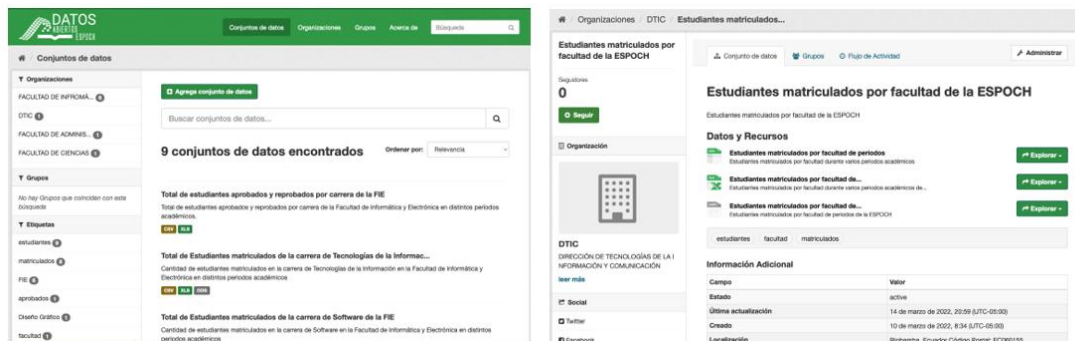 DATOS
ABIERTOS
ESPOCH
Conjuntos de datos Organizaciones Grupos Acerca de Búsqueda
/ Conjuntos de datos
Organizaciones
FACULTAD DE INFROMÁ...
DTIC 1
FACULTAD DE ADMINIS... 1
FACULTAD DE CIENCIAS 1
Grupos
No hay Grupos que coinciden con esta
búsqueda
Etiquetas
estudiantes
matriculados
FIE
aprobados
Diseño Gráfico
facultad
Agrega conjunto de datos
Buscar conjuntos de datos...
9 conjuntos de datos encontrados
Ordenar por: Relevancia
Total de estudiantes aprobados y reprobados por carrera de la FIE
Total de estudiantes aprobados y reprobados por carrera de la Facultad de Informática y Electrónica en distintos periodos
académicos.
CSV XLS
Total de Estudiantes matriculados de la carrera de Tecnologías de la Informac...
Cantidad de estudiantes matriculados en la carrera de Tecnologías de la Información en la Facultad de informática y
Electrónica en distintos periodos académicos
CSV XLS ODS
Total de Estudiantes matriculados de la carrera de Software de la FIE
Cantidad de estudiantes matriculados en la carrera de Software en la Facultad de Informática y Electrónica en distintos
periodos académicos
/ Organizaciones / DTIC / Estudiantes matriculados...
Estudiantes matriculados por
facultad de la ESPOCH
Seguidores
0
Seguir
Organización
DTIC
DIRECCIÓN DE TECNOLOGÍAS DE LA I
NFORMACIÓN Y COMUNICACIÓN
leer más
Social
Twitter
Facebook
Conjunto de datos Grupos Flujo de Actividad
Administrar
Estudiantes matriculados por facultad de la ESPOCH
Estudiantes matriculados por facultad de la ESPOCH
Datos y Recursos
Estudiantes matriculados por facultad de periodos
Estudiantes matriculados por facultad durante varios periodos académicos
Explorar
Estudiantes matriculados por facultad de...
Estudiantes matriculados por facultad durante varios periodos académicos de...
Explorar
Estudiantes matriculados por facultad de...
Estudiantes matriculados por facultad de periodos de la ESPOCH
Explorar
estudiantes facultad matriculados
Información Adicional
Campo Valor
Estado active
Última actualización 14 de marzo de 2022, 20:59 (UTC-05:00)
Creado 10 de marzo de 2022, 8:34 (UTC-05:00)
Localización Riobamba, Ecuador Código Postal: EC060155